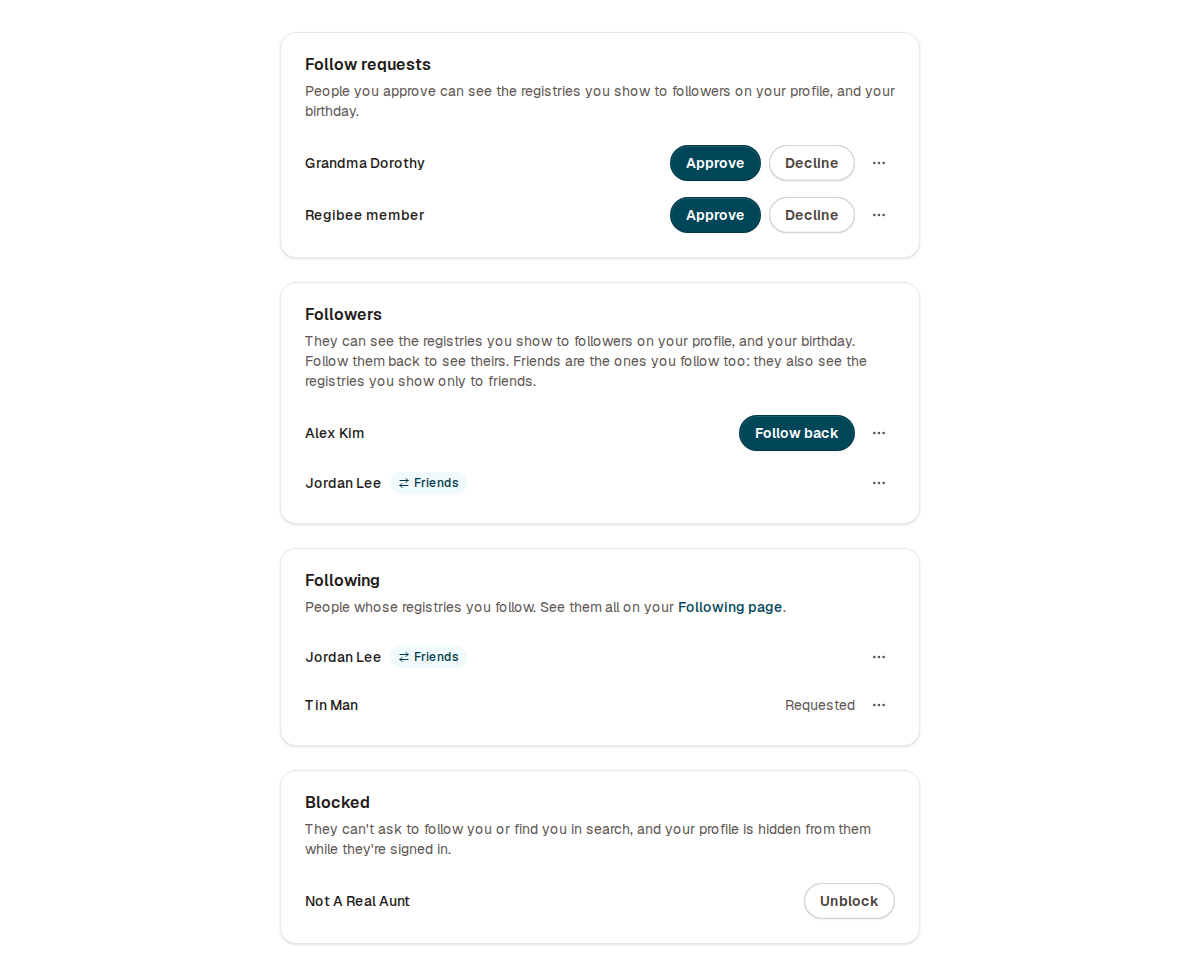 Follow requests
People you approve can see the registries you show to followers on your profile, and your
birthday.
Grandma Dorothy Approve Decline ···
Regibee member Approve Decline ···
Followers
They can see the registries you show to followers on your profile, and your birthday.
Follow them back to see theirs. Friends are the ones you follow too: they also see the
registries you show only to friends.
Alex Kim Follow back ···
Jordan Lee ⇄ Friends ···
Following
People whose registries you follow. See them all on your Following page.
Jordan Lee ⇄ Friends ···
Tin Man Requested ···
Blocked
They can't ask to follow you or find you in search, and your profile is hidden from them
while they're signed in.
Not A Real Aunt Unblock